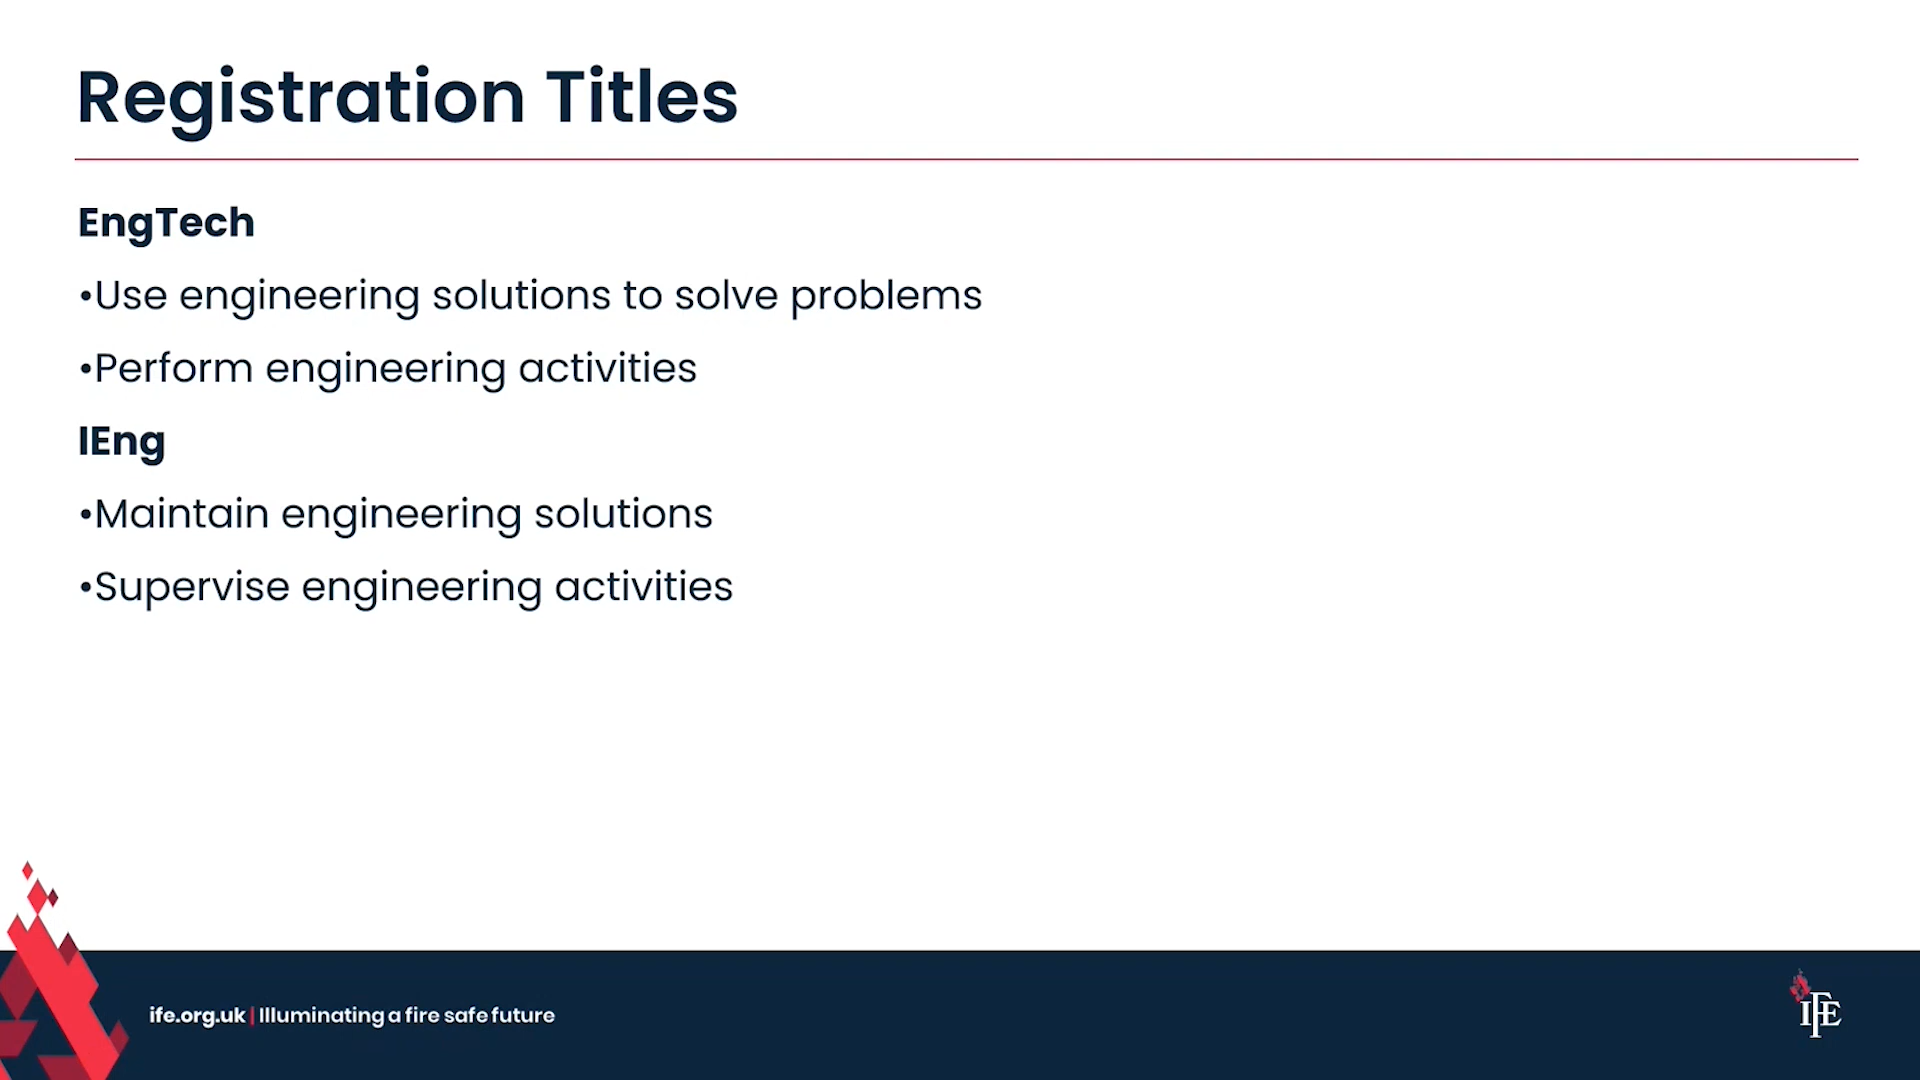 Registration Titles
EngTech
•Use engineering solutions to solve problems
•Perform engineering activities
IEng
•Maintain engineering solutions
•Supervise engineering activities
ife.org.uk | Illuminating a fire safe future
IFE